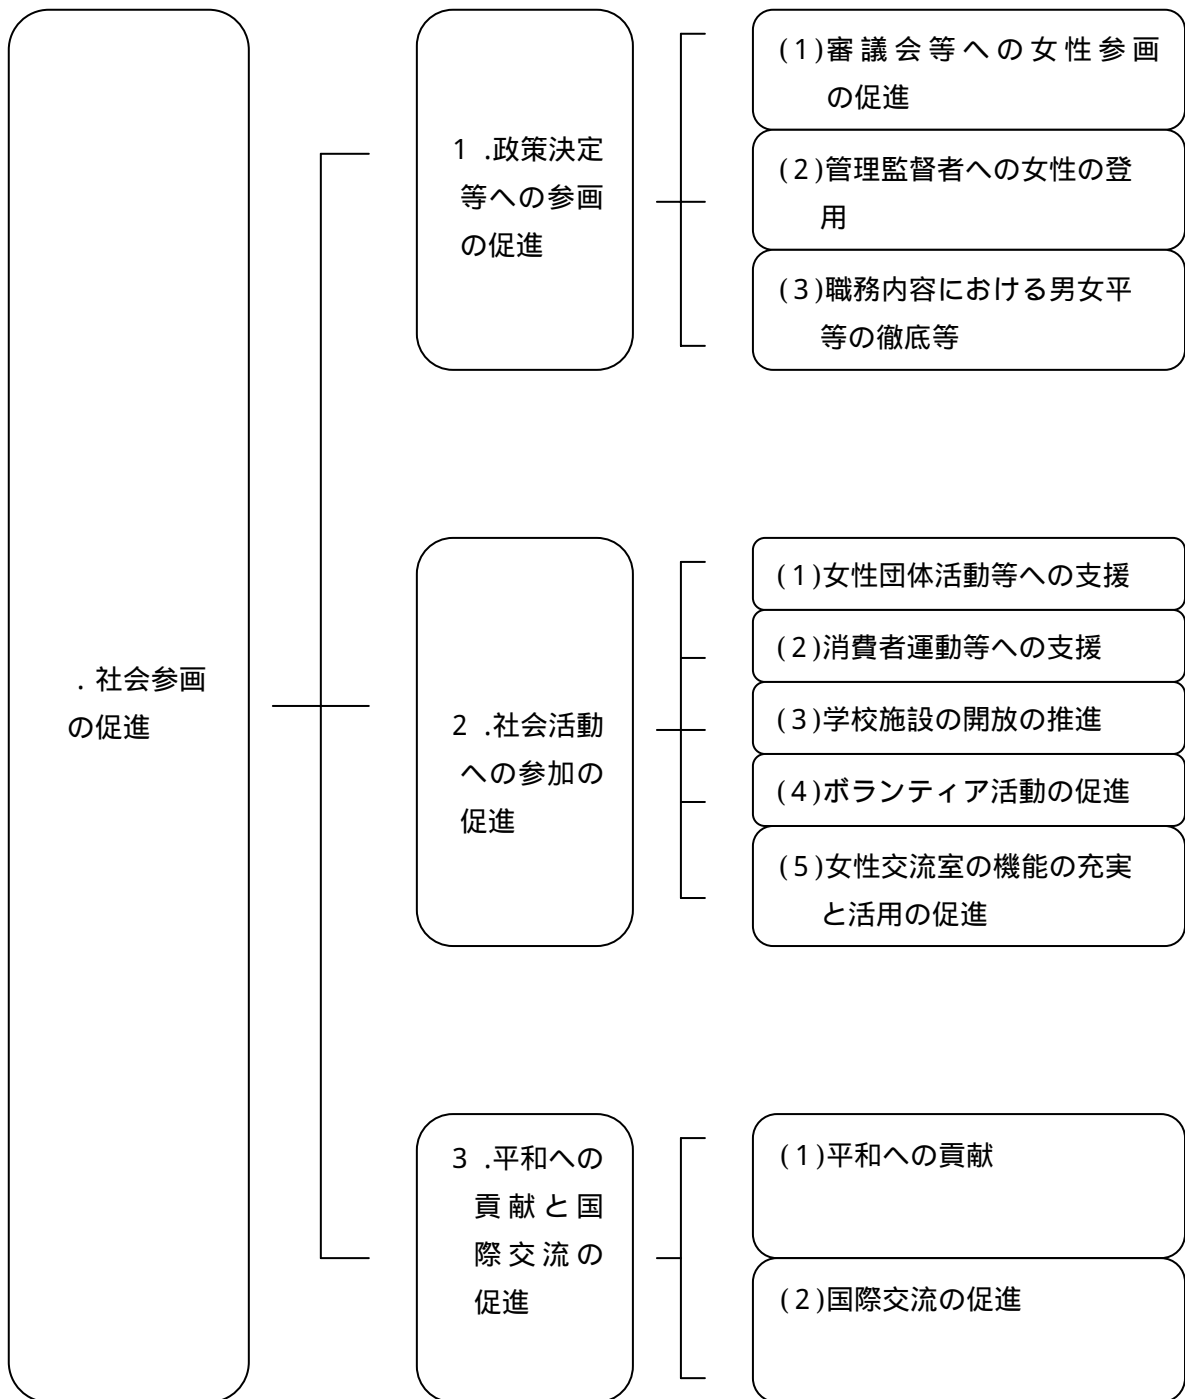 . 社会参画
の促進
1 .政策決定
等への参画
の促進
(1)審議会等への女性参画
の促進
(2)管理監督者への女性の登
用
(3)職務内容における男女平
等の徹底等
2 .社会活動
への参加の
促進
(1)女性団体活動等への支援
(2)消費者運動等への支援
(3)学校施設の開放の推進
(4)ボランティア活動の促進
(5)女性交流室の機能の充実
と活用の促進
3 .平和への
貢献と国
際交流の
促進
(1)平和への貢献
(2)国際交流の促進